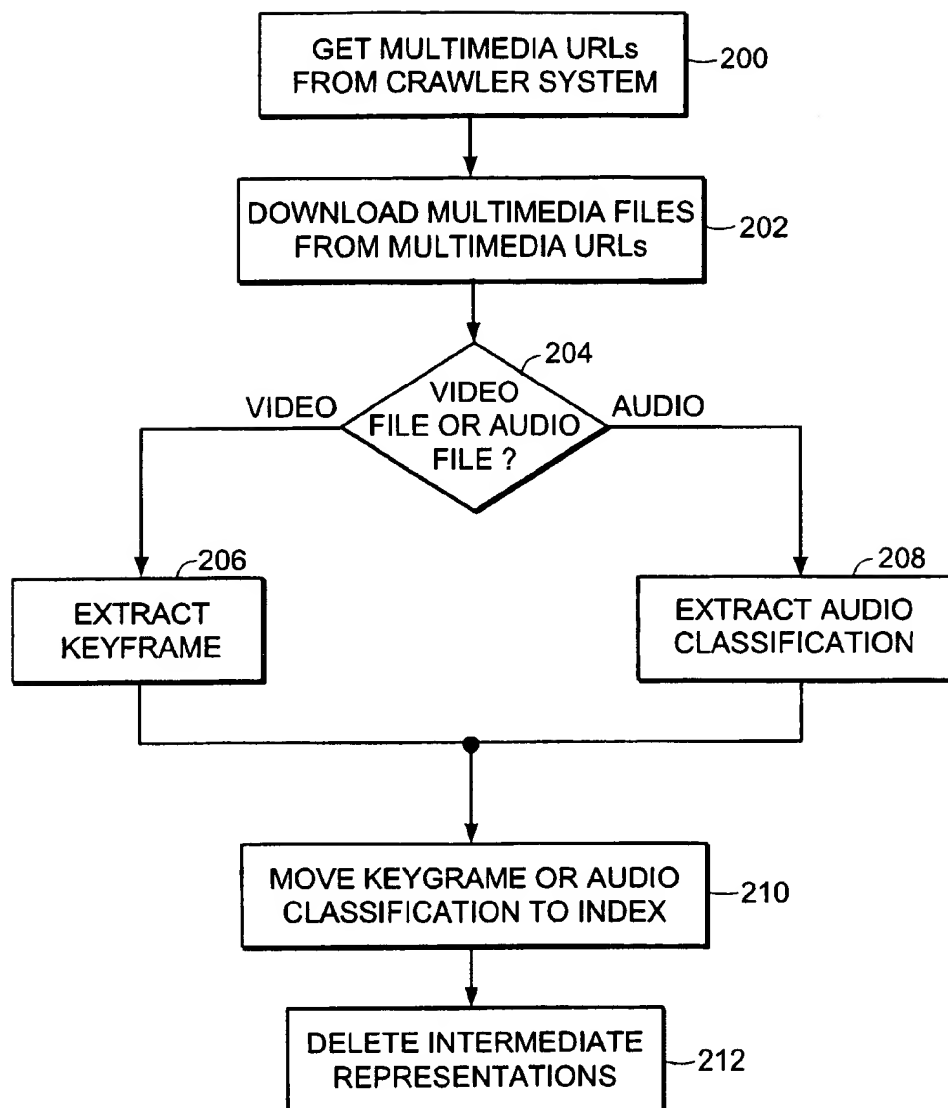 GET MULTIMEDIA URLs
FROM CRAWLER SYSTEM
200
DOWNLOAD MULTIMEDIA FILES
FROM MULTIMEDIA URLs
202
204
VIDEO
FILE OR AUDIO
FILE ?
VIDEO
AUDIO
206
EXTRACT
KEYFRAME
208
EXTRACT AUDIO
CLASSIFICATION
MOVE KEYGRAME OR AUDIO
CLASSIFICATION TO INDEX
210
DELETE INTERMEDIATE
REPRESENTATIONS
212